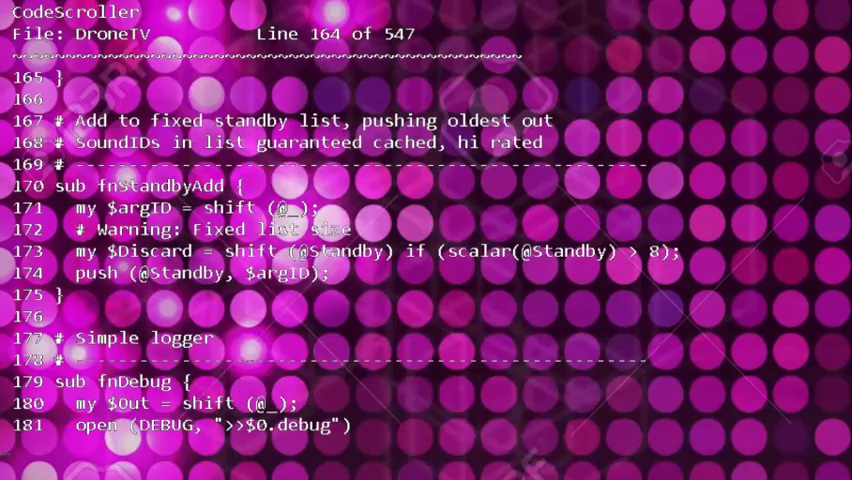 CodeScroller
File: DroneTV Line 164 of 547
~~~~~~~~~~~~~~~~~~~~~~~~~~~~~~~~~~~~~~~~~~~~~~~~~
165 }
166
167 # Add to fixed standby list, pushing oldest out
168 # SoundIDs in list guaranteed cached, hi rated
169 # -------------------------------------------------------
170 sub fnStandbyAdd {
171   my $argID = shift (@_);
172   # Warning: Fixed list size
173   my $Discard = shift (@Standby) if (scalar(@Standby) > 8);
174   push (@Standby, $argID);
175 }
176
177 # Simple logger
178 # -------------------------------------------------------
179 sub fnDebug {
180   my $Out = shift (@_);
181   open (DEBUG, ">>$0.debug")